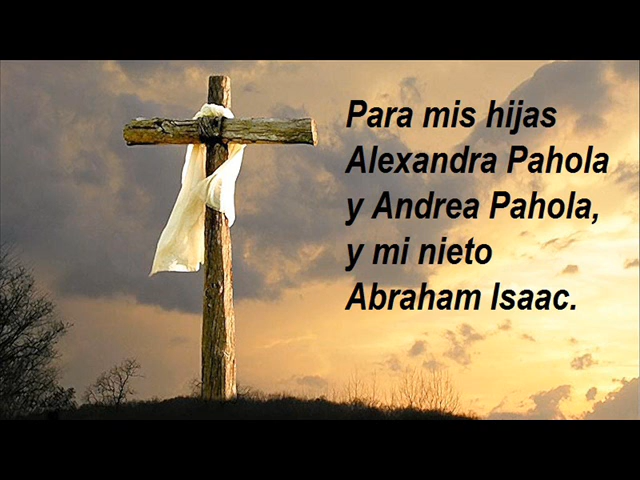 Para mis hijas
Alexandra Pahola
y Andrea Pahola,
y mi nieto
Abraham Isaac.